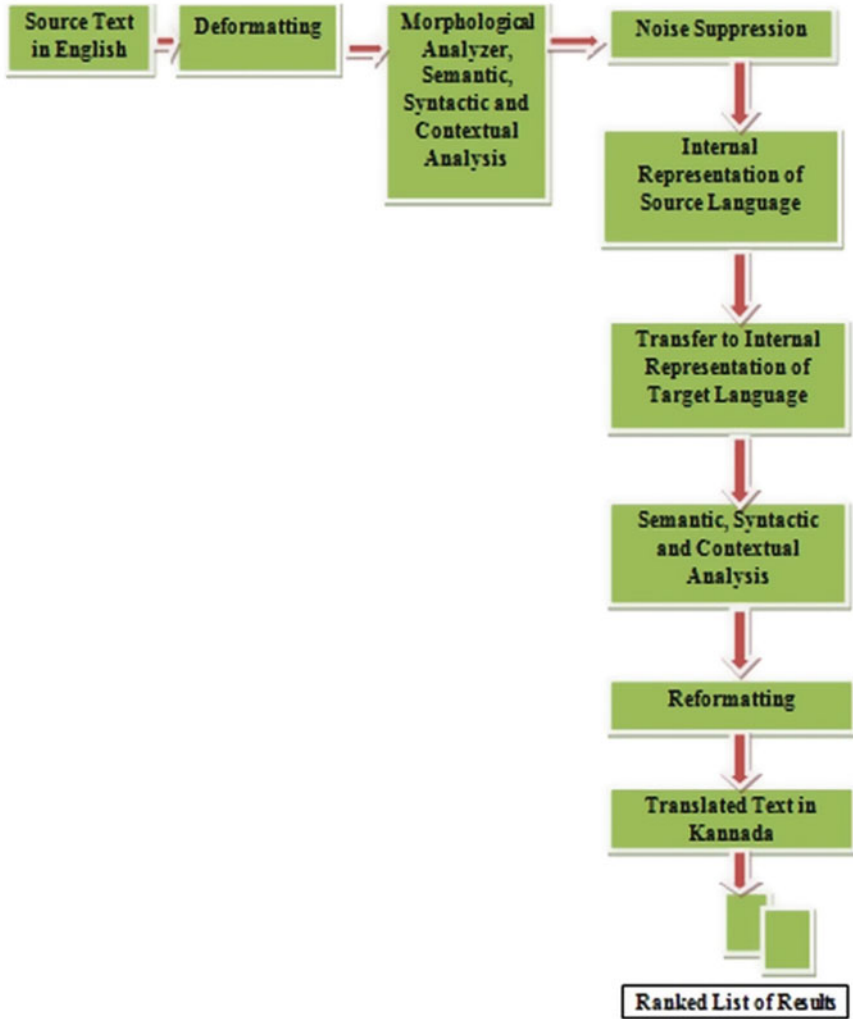 Source Text
in English
Deformatting
Morphological
Analyzer,
Semantic,
Syntactic and
Contextual
Analysis
Noise Suppression
Internal
Representation of
Source Language
Transfer to Internal
Representation of
Target Language
Semantic, Syntactic
and Contextual
Analysis
Reformatting
Translated Text in
Kannada
Ranked List of Results